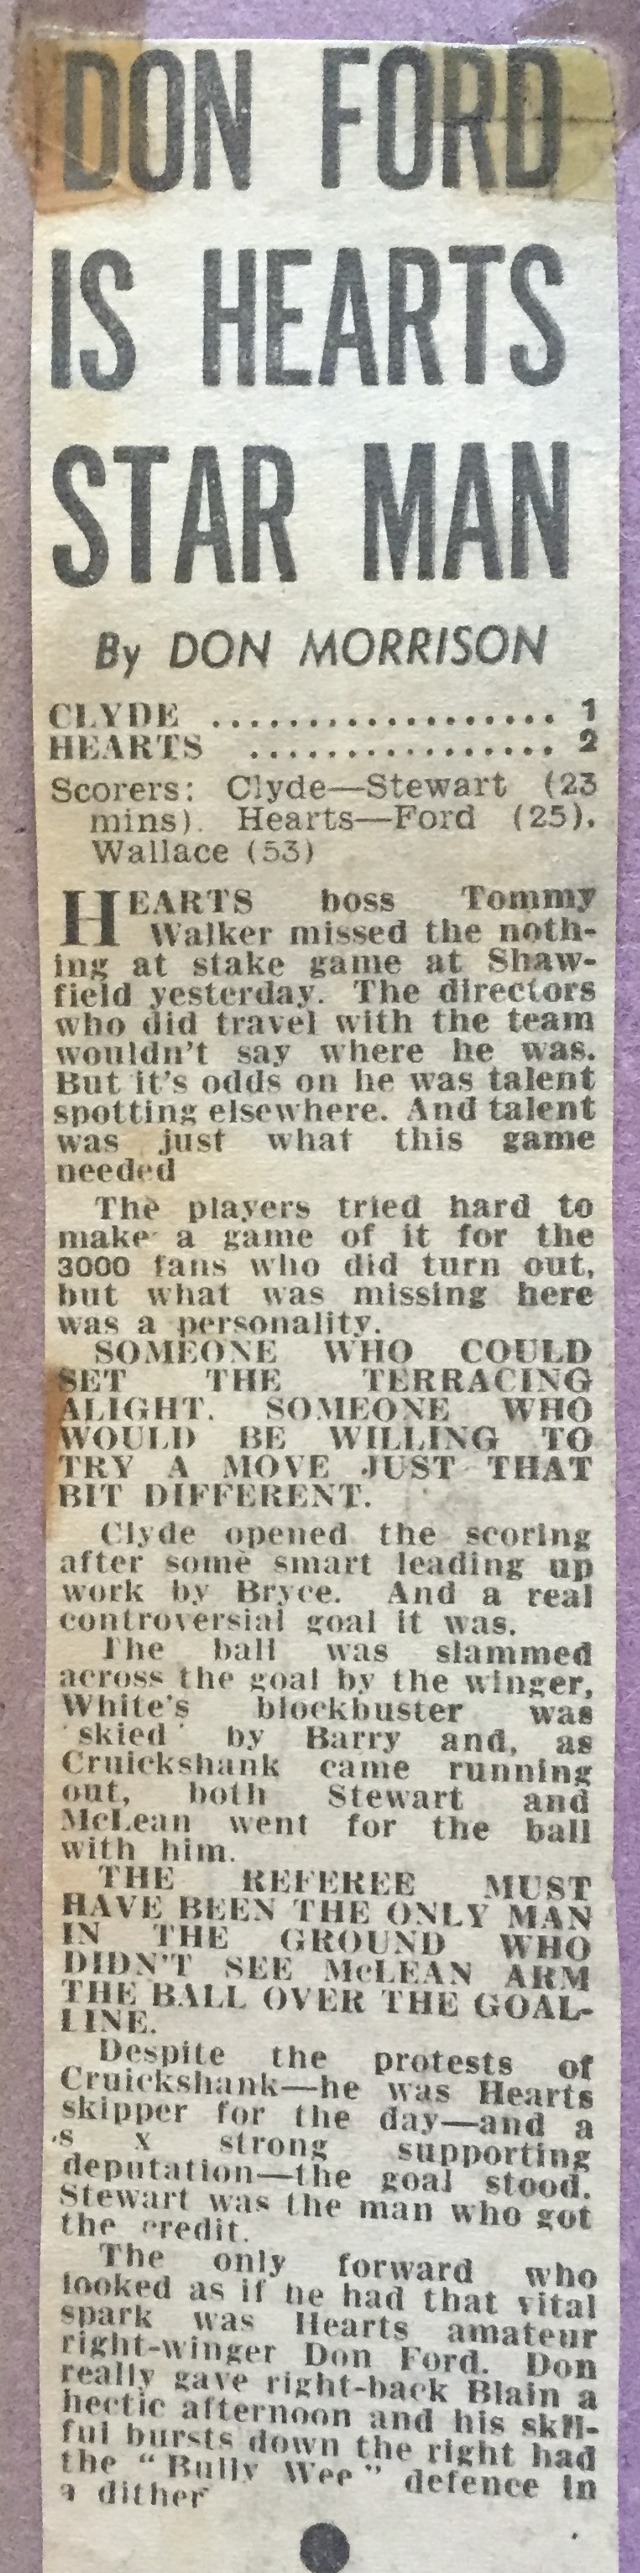 DON FORD
IS HEARTS
STAR MAN
By DON MORRISON
CLYDE .................. 1
HEARTS ................ 2
Scorers: Clyde—Stewart (23
mins). Hearts—Ford (25).
Wallace (53)
HEARTS boss Tommy
Walker missed the noth-
ing at stake game at Shaw-
field yesterday. The directors
who did travel with the team
wouldn't say where he was.
But it's odds on he was talent
spotting elsewhere. And talent
was just what this game
needed
The players tried hard to
make a game of it for the
3000 fans who did turn out,
but what was missing here
was a personality.
SOMEONE WHO COULD
SET THE TERRACING
ALIGHT. SOMEONE WHO
WOULD BE WILLING TO
TRY A MOVE JUST THAT
BIT DIFFERENT.
Clyde opened the scoring
after some smart leading up
work by Bryce. And a real
controversial goal it was.
The ball was slammed
across the goal by the winger,
White's blockbuster was
'skied' by Barry and, as
Cruickshank came running
out, both Stewart and
McLean went for the ball
with him.
THE REFEREE MUST
HAVE BEEN THE ONLY MAN
IN THE GROUND WHO
DIDN'T SEE McLEAN ARM
THE BALL OVER THE GOAL-
LINE.
Despite the protests of
Cruickshank—he was Hearts
skipper for the day—and a
s x strong supporting
deputation—the goal stood.
Stewart was the man who got
the credit.
The only forward who
looked as if he had that vital
spark was Hearts amateur
right-winger Don Ford. Don
really gave right-back Blain a
hectic afternoon and his skil-
ful bursts down the right had
the "Bully Wee" defence in
a dither